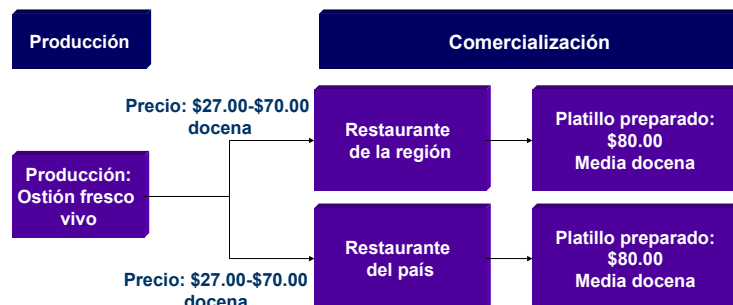 Producción
Comercialización
Precio: $27.00-$70.00
docena
Restaurante
de la región
Platillo preparado:
$80.00
Media docena
Producción:
Ostión fresco
vivo
Restaurante
del país
Platillo preparado:
$80.00
Media docena
Precio: $27.00-$70.00
docena